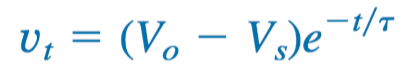 v_t = (V_o − V_s)e^{−t/τ}